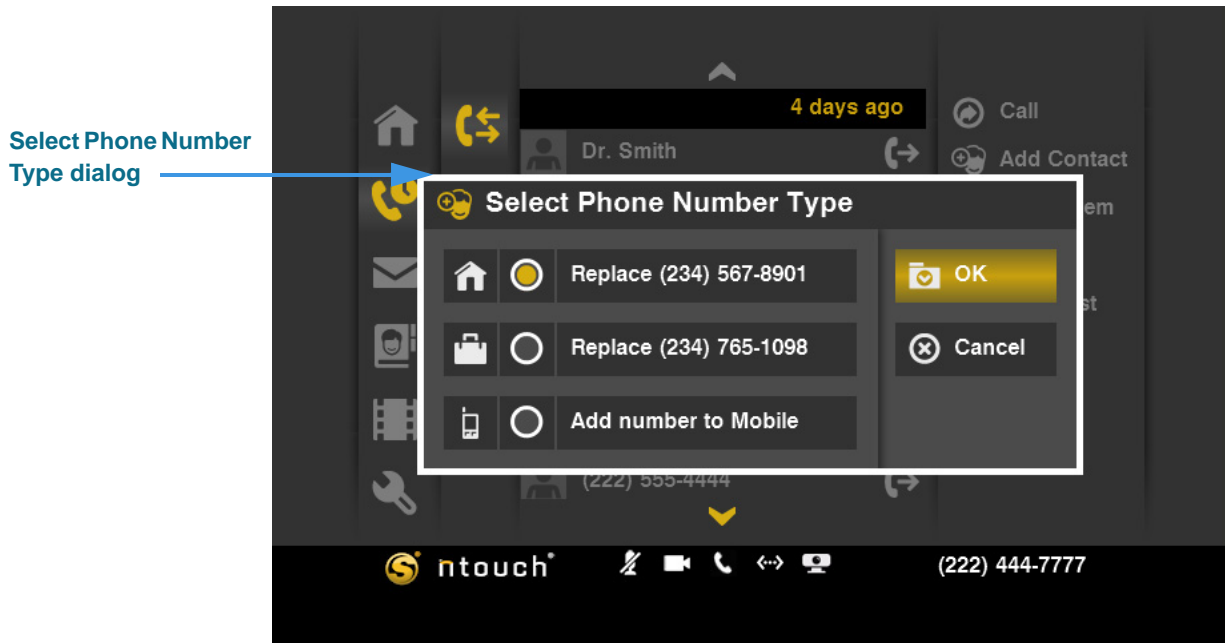 Select Phone Number
Type dialog
4 days ago
Dr. Smith
Call
Add Contact
em
st
Select Phone Number Type
Replace (234) 567-8901
Replace (234) 765-1098
Add number to Mobile
OK
Cancel
(222) 555-4444
S ntouch
(222) 444-7777